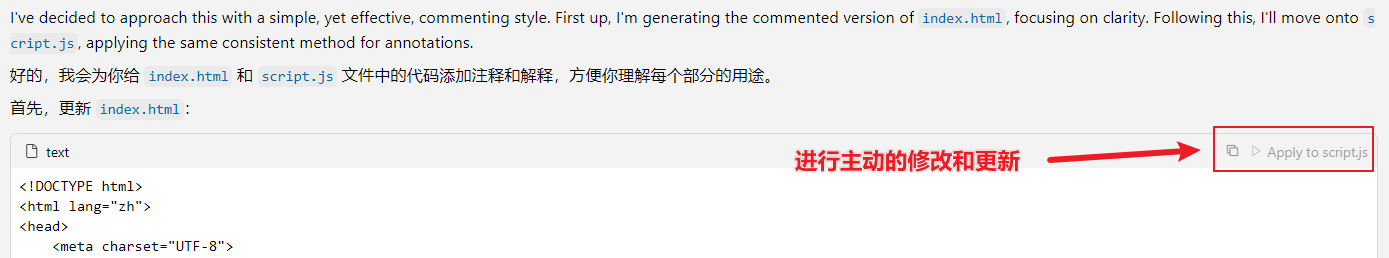 I've decided to approach this with a simple, yet effective, commenting style. First up, I'm generating the commented version of index.html, focusing on clarity. Following this, I'll move onto s
cript.js, applying the same consistent method for annotations.
好的，我会为你给 index.html 和 script.js 文件中的代码添加注释和解释，方便你理解每个部分的用途。
首先，更新 index.html：
text
进行主动的修改和更新
Apply to script.js
<!DOCTYPE html>
<html lang="zh">
<head>
    <meta charset="UTF-8">